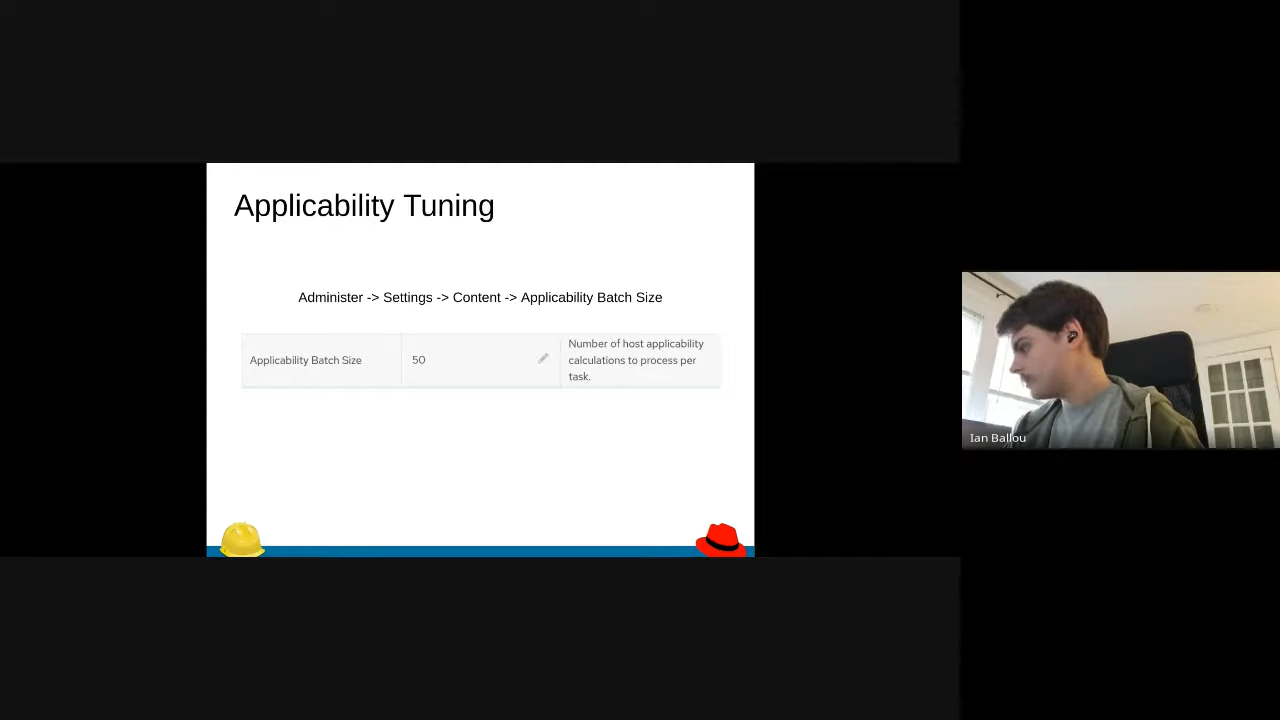 Applicability Tuning
Administer -> Settings -> Content -> Applicability Batch Size
Applicability Batch Size
50
Number of host applicability
calculations to process per
task.
Ian Ballou